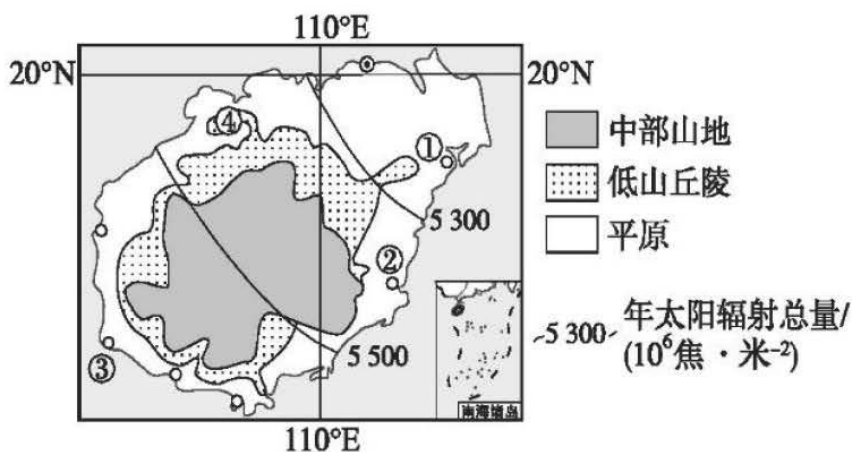 110°E
20°N
20°N
④
①
②
③
5 300
5 500
中部山地
低山丘陵
平原
5 300
年太阳辐射总量/
(10⁶焦·米⁻²)
南海诸岛
110°E